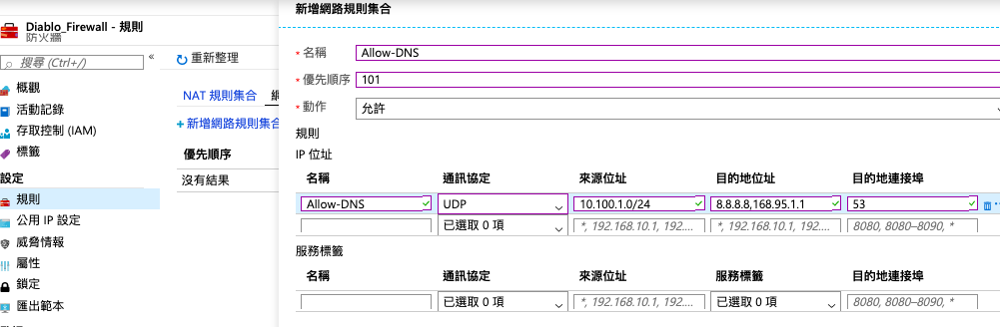 新增網路規則集合
Diablo_Firewall - 規則
防火牆
搜尋 (Ctrl+/)
«
概觀
活動記錄
存取控制 (IAM)
標籤
設定
規則
公用 IP 設定
威脅情報
屬性
鎖定
匯出範本
重新整理
NAT 規則集合
+ 新增網路規則集合
優先順序
沒有結果
* 名稱 Allow-DNS
* 優先順序 101
* 動作 允許
規則
IP 位址
名稱 通訊協定 來源位址 目的地位址 目的地連接埠
Allow-DNS UDP 10.100.1.0/24 8.8.8.8,168.95.1.1 53
已選取 0 項 *, 192.168.10.1, 192.... *, 192.168.10.1, 192.... 8080, 8080–8090, *
服務標籤
名稱 通訊協定 來源位址 服務標籤 目的地連接埠
已選取 0 項 *, 192.168.10.1, 192.... 已選取 0 項 8080, 8080–8090, *